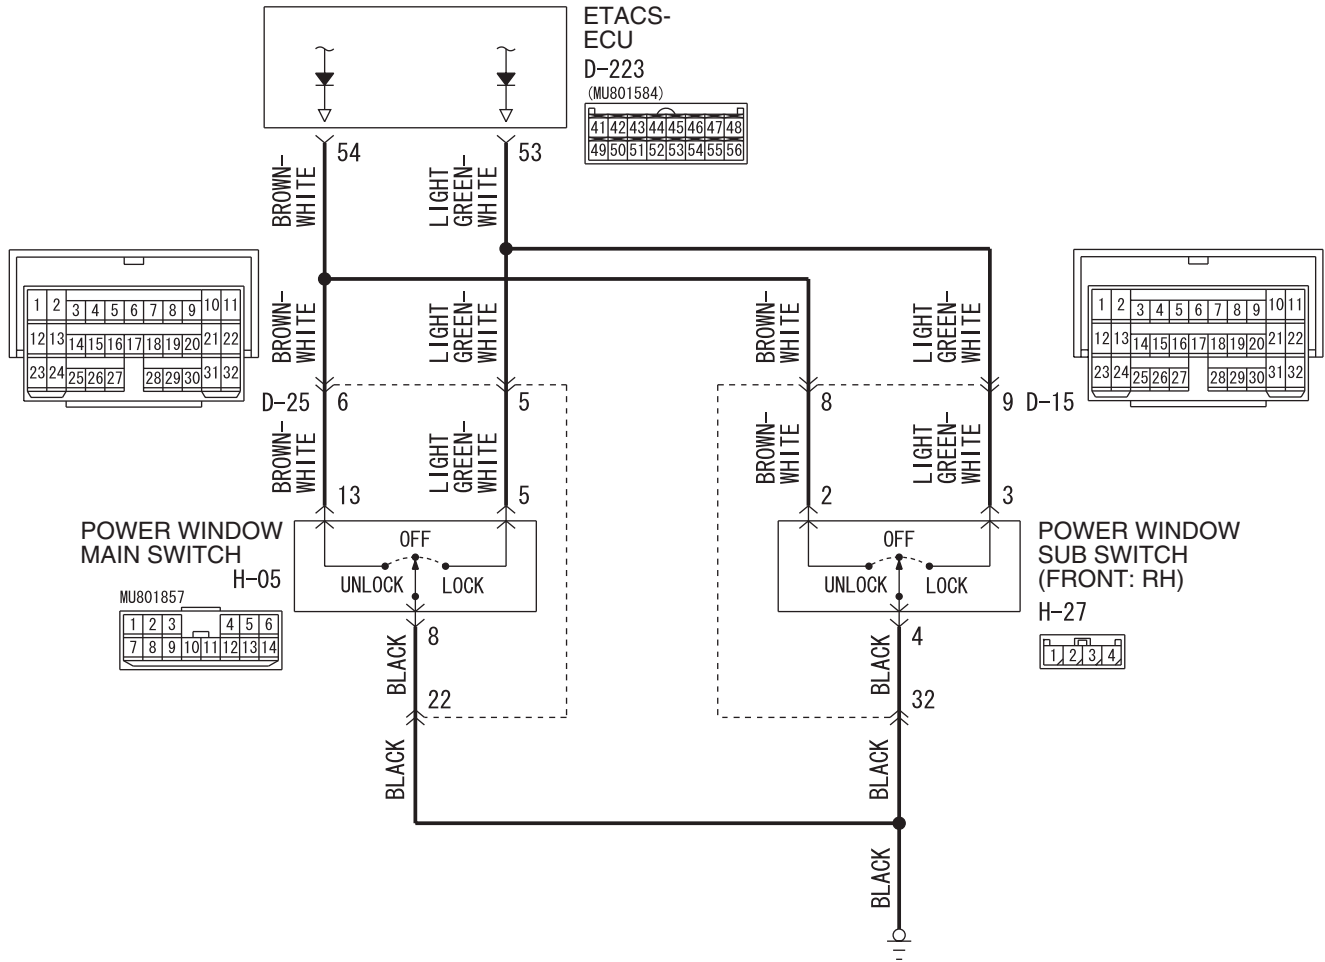 ETACS-
ECU
D-223
(MU801584)
41 42 43 44 45 46 47 48
49 50 51 52 53 54 55 56
54
53
BROWN-
WHITE
LIGHT
GREEN-
WHITE
1 2 3 4 5 6 7 8 9 10 11
12 13 14 15 16 17 18 19 20 21 22
23 24 25 26 27 28 29 30 31 32
BROWN-
WHITE
LIGHT
GREEN-
WHITE
BROWN-
WHITE
LIGHT
GREEN-
WHITE
1 2 3 4 5 6 7 8 9 10 11
12 13 14 15 16 17 18 19 20 21 22
23 24 25 26 27 28 29 30 31 32
D-25 6
5
8
9 D-15
BROWN-
WHITE
LIGHT
GREEN-
WHITE
BROWN-
WHITE
LIGHT
GREEN-
WHITE
13
5
2
3
POWER WINDOW
MAIN SWITCH
H-05
MU801857
1 2 3 4 5 6
7 8 9 10 11 12 13 14
OFF
UNLOCK LOCK
OFF
UNLOCK LOCK
POWER WINDOW
SUB SWITCH
(FRONT: RH)
H-27
1 2 3 4
8
BLACK
22
BLACK
4
BLACK
32
BLACK
BLACK